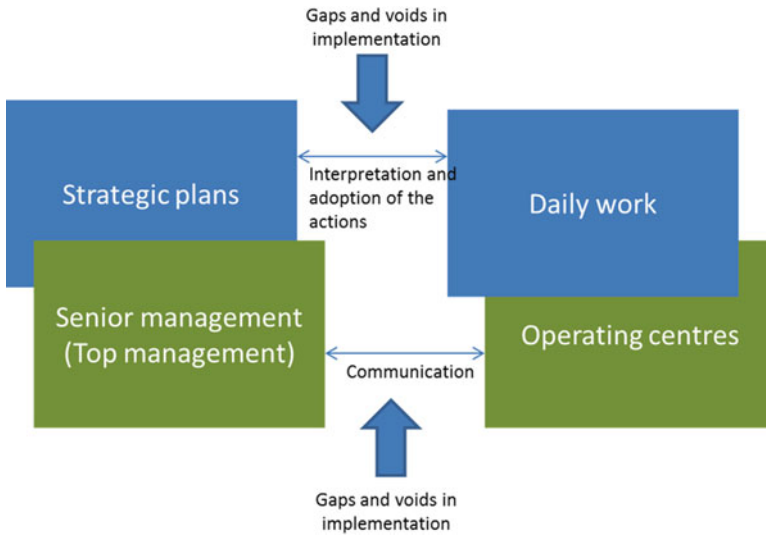 Gaps and voids in
implementation
Strategic plans
Interpretation and
adoption of the
actions
Daily work
Senior management
(Top management)
Communication
Operating centres
Gaps and voids in
implementation